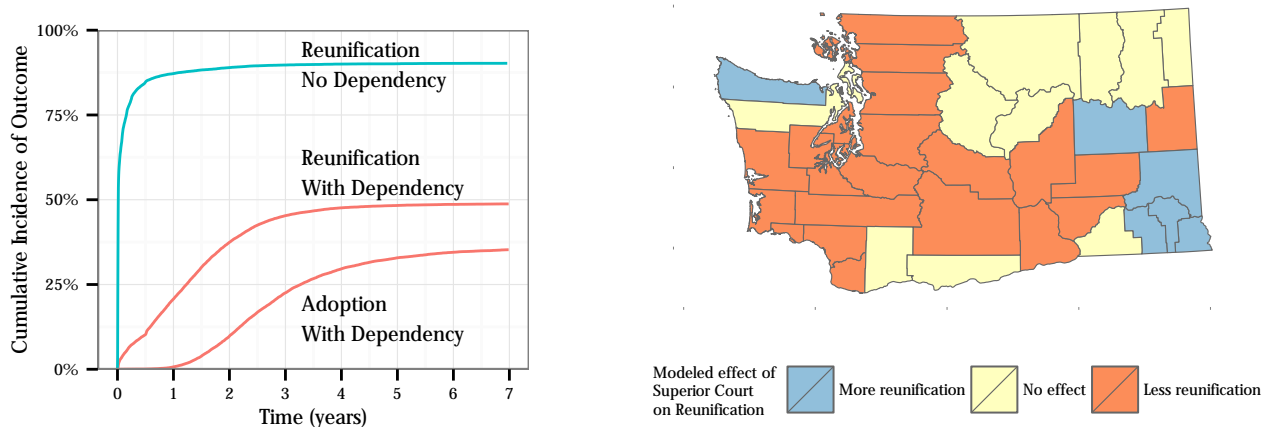 Cumulative Incidence of Outcome
100%
75%
50%
25%
0%
Reunification
No Dependency
Reunification
With Dependency
Adoption
With Dependency
0 1 2 3 4 5 6 7
Time (years)
Modeled effect of
Superior Court
on Reunification
More reunification
No effect
Less reunification